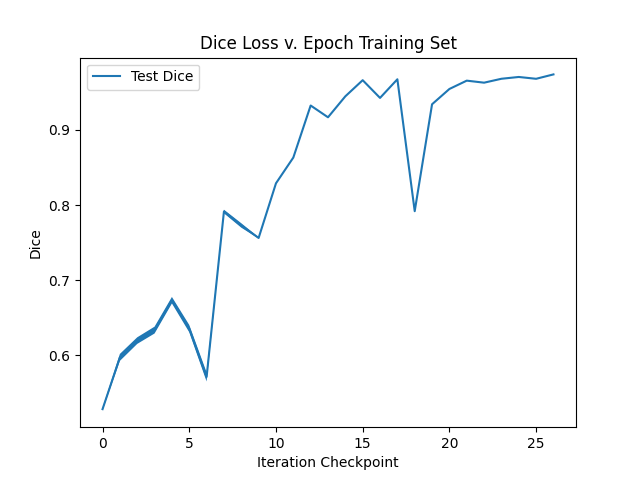 Dice Loss v. Epoch Training Set
Test Dice
0.9
0.8
0.7
0.6
Dice
0 5 10 15 20 25
Iteration Checkpoint